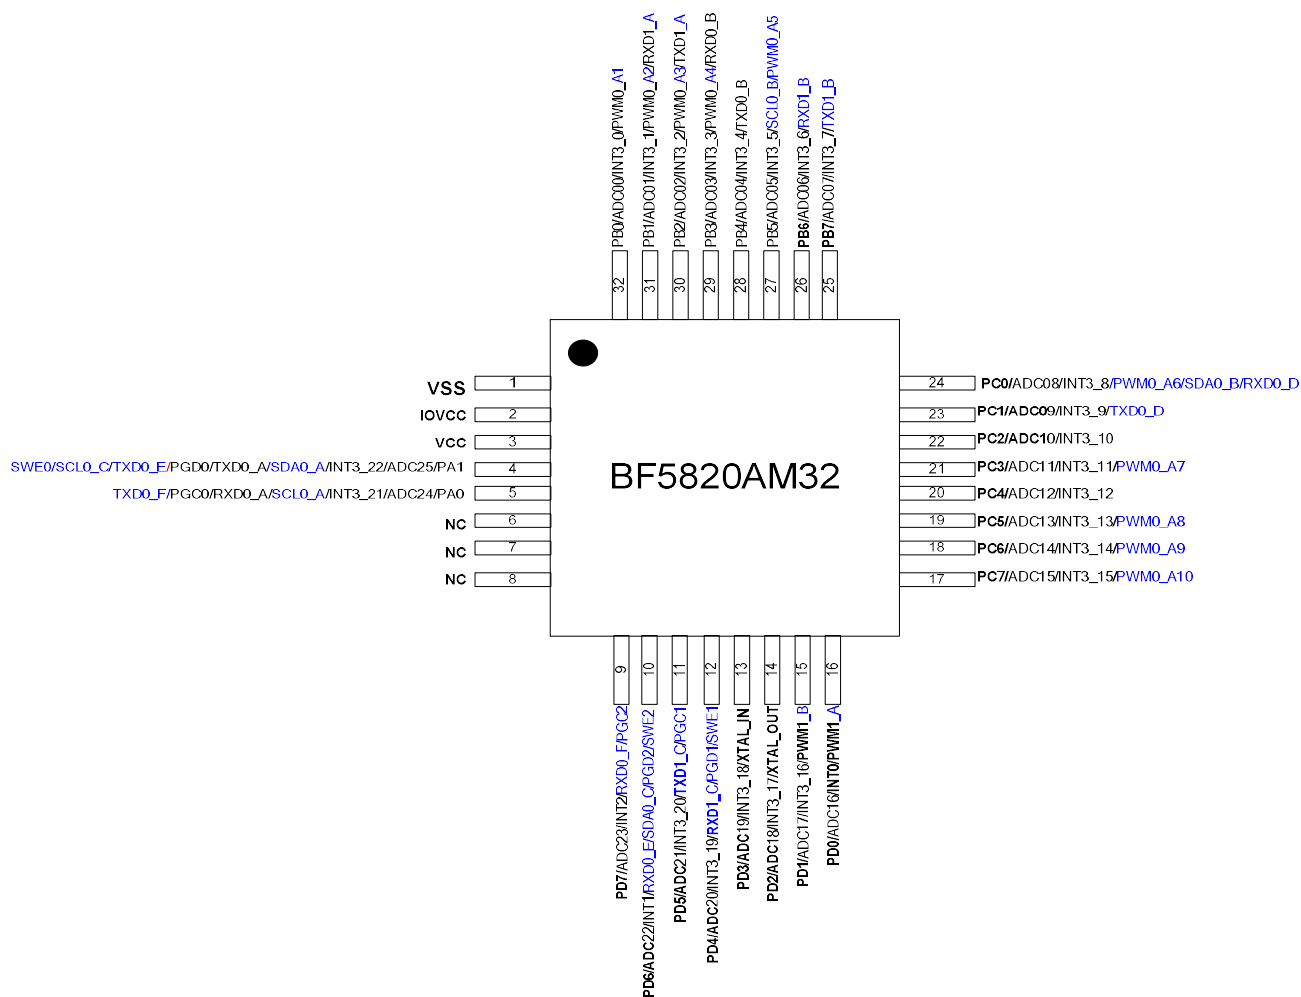 PB0/ADC00/INT3_0/PWM0_A1
PB1/ADC01/INT3_1/PWM0_A2/RXD1_A
PB2/ADC02/INT3_2/PWM0_A3/TXD1_A
PB3/ADC03/INT3_3/PWM0_A4/RXD0_B
PB4/ADC04/INT3_4/TXD0_B
PB5/ADC05/INT3_5/SCL0_B/PWM0_A5
PB6/ADC06/INT3_6/RXD1_B
PB7/ADC07/INT3_7/TXD1_B
32
31
30
29
28
27
26
25
VSS 1
IOVCC 2
VCC 3
SWE0/SCL0_C/TXD0_E/PGD0/TXD0_A/SDA0_A/INT3_22/ADC25/PA1 4
TXD0_F/PGC0/RXD0_A/SCL0_A/INT3_21/ADC24/PA0 5
NC 6
NC 7
NC 8
BF5820AM32
24 PC0/ADC08/INT3_8/PWM0_A6/SDA0_B/RXD0_D
23 PC1/ADC09/INT3_9/TXD0_D
22 PC2/ADC10/INT3_10
21 PC3/ADC11/INT3_11/PWM0_A7
20 PC4/ADC12/INT3_12
19 PC5/ADC13/INT3_13/PWM0_A8
18 PC6/ADC14/INT3_14/PWM0_A9
17 PC7/ADC15/INT3_15/PWM0_A10
9
10
11
12
13
14
15
16
PD7/ADC23/INT2/RXD0_F/PGC2
PD6/ADC22/INT1/RXD0_E/SDA0_C/PGD2/SWE2
PD5/ADC21/INT3_20/TXD1_C/PGC1
PD4/ADC20/INT3_19/RXD1_C/PGD1/SWE1
PD3/ADC19/INT3_18/XTAL_IN
PD2/ADC18/INT3_17/XTAL_OUT
PD1/ADC17/INT3_16/PWM1_B
PD0/ADC16/INT0/PWM1_A